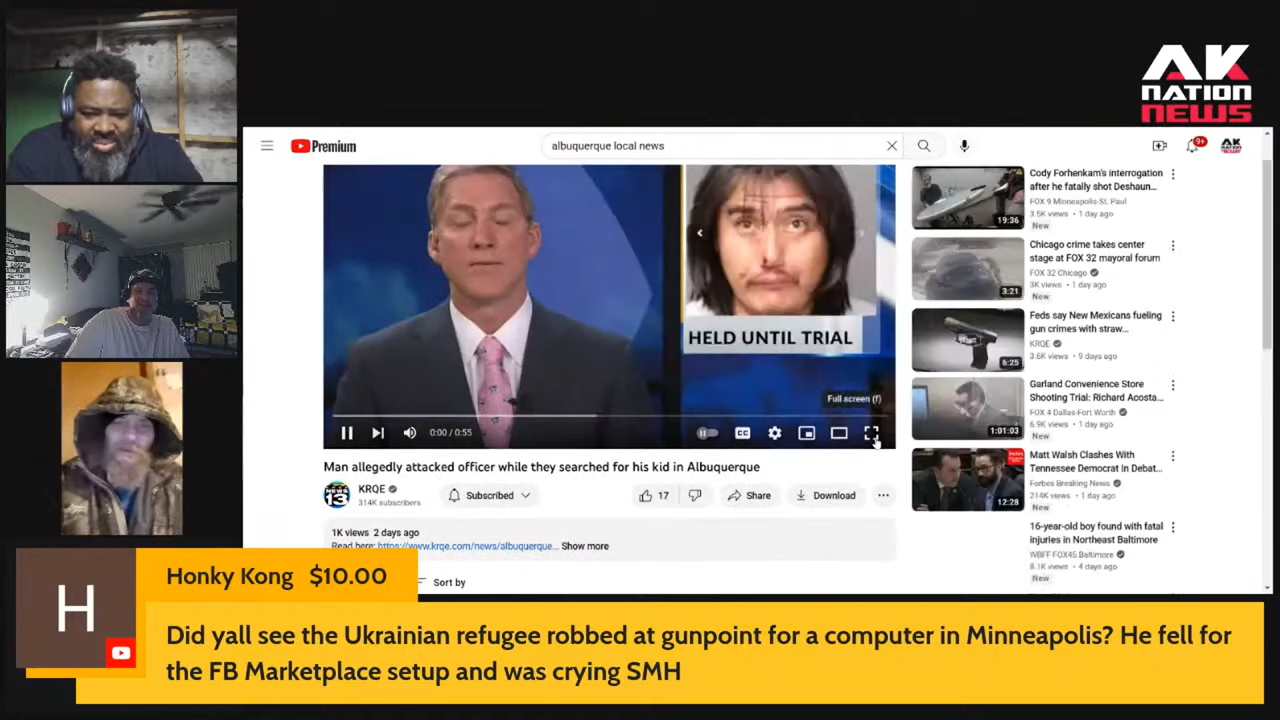 AK
NATION
NEWS
Premium
albuquerque local news
9+
AK
NATION
HELD UNTIL TRIAL
Full screen (f)
0:00 / 0:55
CC
Man allegedly attacked officer while they searched for his kid in Albuquerque
NEWS
13
KRQE
314K subscribers
Subscribed
17
Share
Download
1K views 2 days ago
Read here: https://www.krqe.com/news/albuquerque... Show more
Sort by
Cody Forhenkam's interrogation
after he fatally shot Deshaun...
FOX 9 Minneapolis-St. Paul
3.5K views • 1 day ago
New
19:36
Chicago crime takes center
stage at FOX 32 mayoral forum
FOX 32 Chicago
3K views • 1 day ago
New
3:21
Feds say New Mexicans fueling
gun crimes with straw...
KRQE
3.6K views • 9 days ago
6:25
Garland Convenience Store
Shooting Trial: Richard Acosta...
FOX 4 Dallas-Fort Worth
6.9K views • 1 day ago
New
1:01:03
Matt Walsh Clashes With
Tennessee Democrat In Debat...
Forbes Breaking News
214K views • 1 day ago
New
12:28
16-year-old boy found with fatal
injuries in Northeast Baltimore
WBFF FOX45 Baltimore
8.1K views • 4 days ago
New
H
Honky Kong $10.00
Did yall see the Ukrainian refugee robbed at gunpoint for a computer in Minneapolis? He fell for
the FB Marketplace setup and was crying SMH